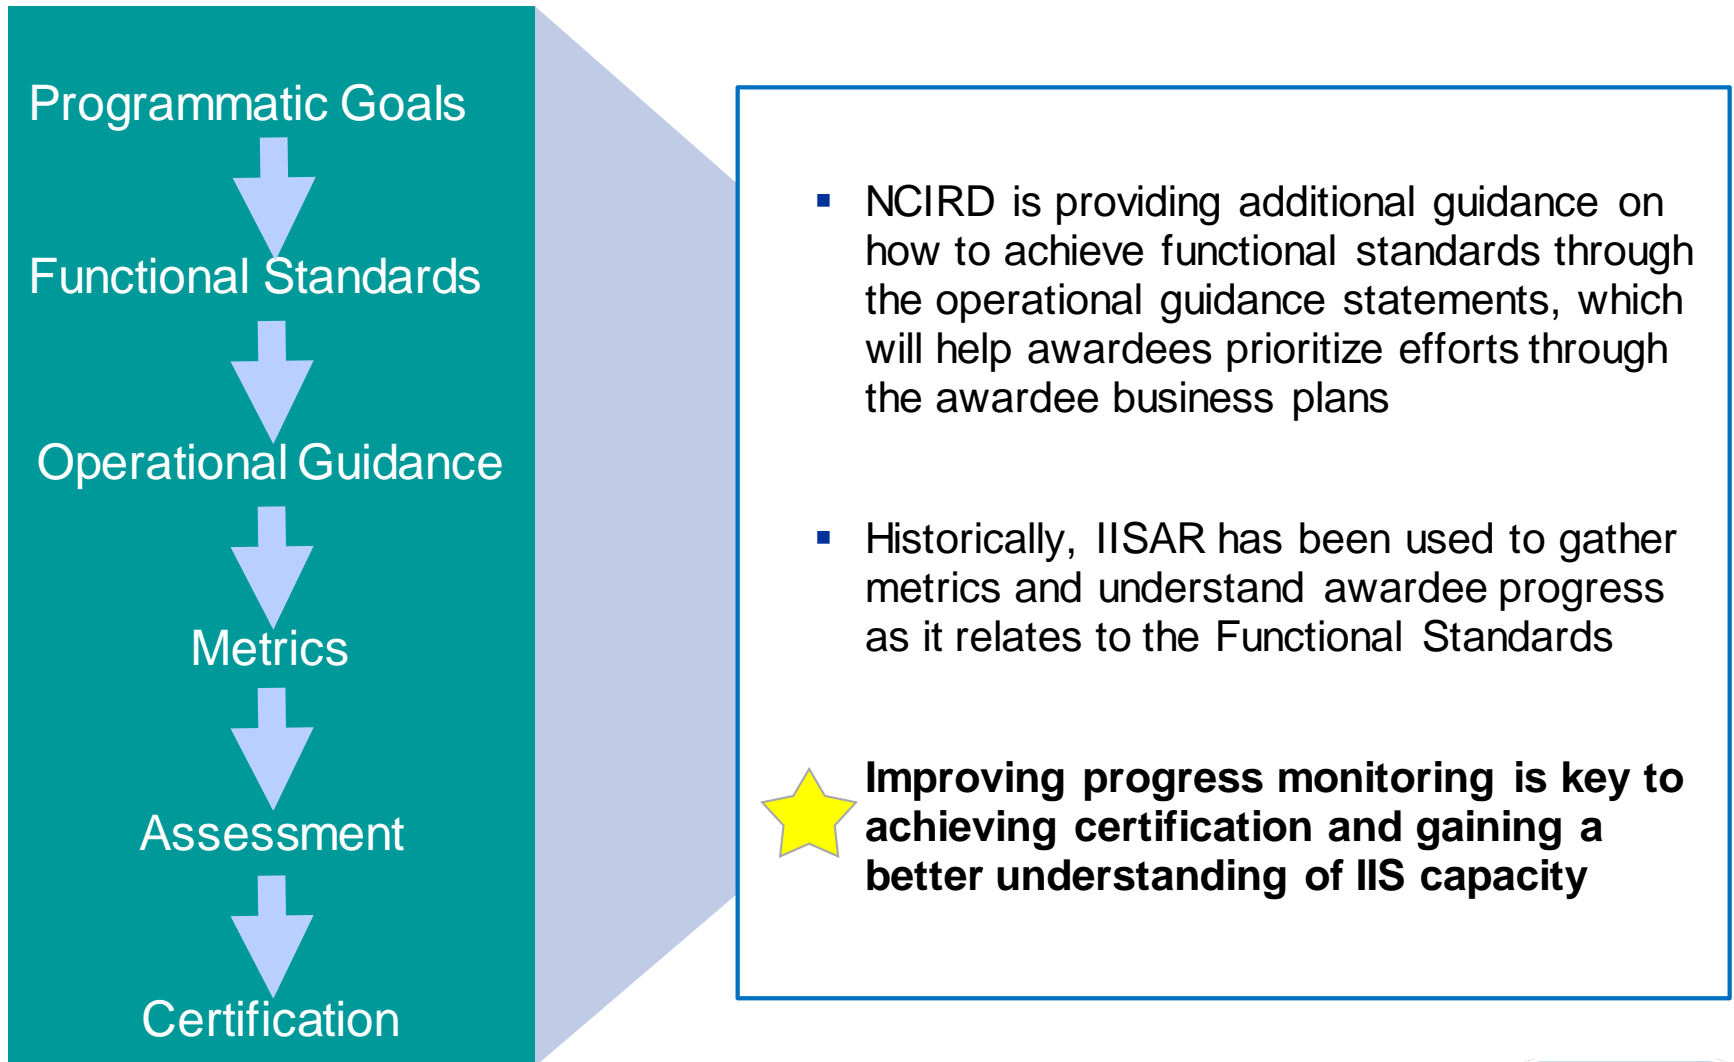 Programmatic Goals
Functional Standards
Operational Guidance
Metrics
Assessment
Certification
▪ NCIRD is providing additional guidance on
how to achieve functional standards through
the operational guidance statements, which
will help awardees prioritize efforts through
the awardee business plans
▪ Historically, IISAR has been used to gather
metrics and understand awardee progress
as it relates to the Functional Standards
Improving progress monitoring is key to
achieving certification and gaining a
better understanding of IIS capacity